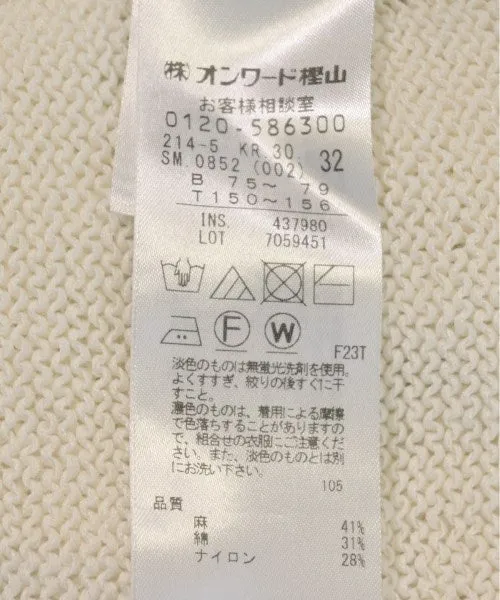 (株)オンワード樫山
お客様相談室
0120-586300
214-5 KR.30.
SM.0852 (002) 32
B 75〜 79
T150〜156
INS. 437980
LOT 7059451
F W
F23T
淡色のものは無蛍光洗剤を使用。
よくすすぎ、絞りの後すぐに干
すこと。
濃色のものは、着用による摩擦
で色落ちすることがありますの
で、組合せの衣服にご注意くだ
さい。また、淡色のものとは別
にお洗い下さい。
105
品質
麻 41%
綿 31%
ナイロン 28%